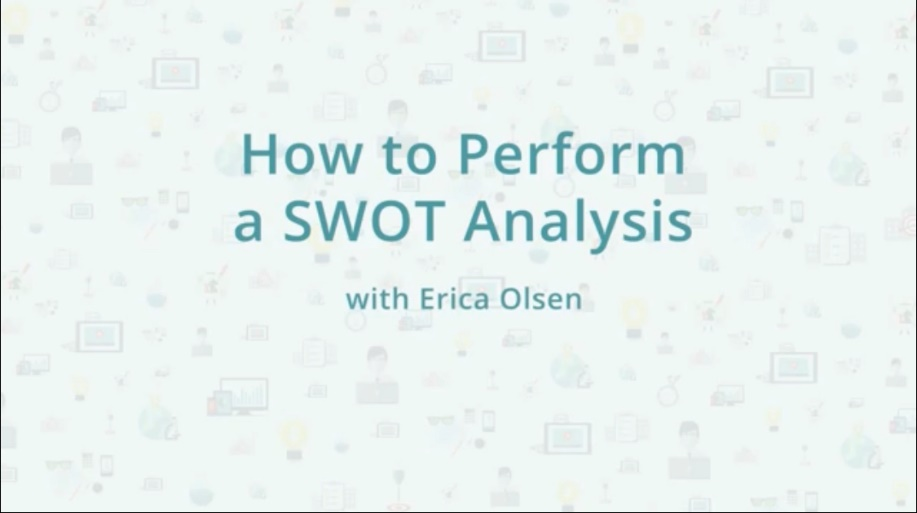 How to Perform
a SWOT Analysis
with Erica Olsen